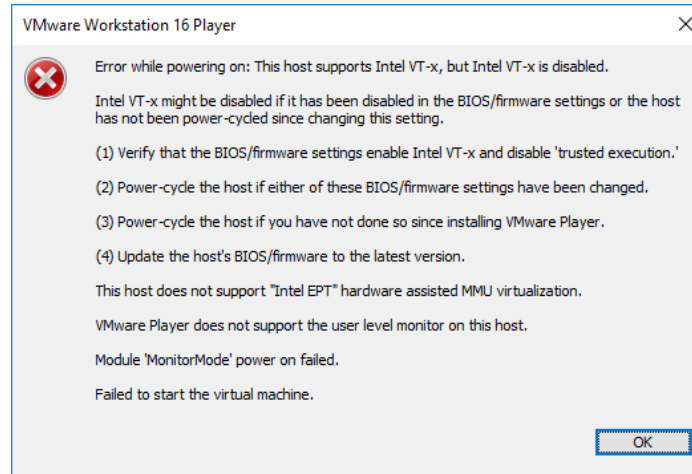 VMware Workstation 16 Player
Error while powering on: This host supports Intel VT-x, but Intel VT-x is disabled.
Intel VT-x might be disabled if it has been disabled in the BIOS/firmware settings or the host
has not been power-cycled since changing this setting.
(1) Verify that the BIOS/firmware settings enable Intel VT-x and disable 'trusted execution.'
(2) Power-cycle the host if either of these BIOS/firmware settings have been changed.
(3) Power-cycle the host if you have not done so since installing VMware Player.
(4) Update the host's BIOS/firmware to the latest version.
This host does not support "Intel EPT" hardware assisted MMU virtualization.
VMware Player does not support the user level monitor on this host.
Module 'MonitorMode' power on failed.
Failed to start the virtual machine.
OK